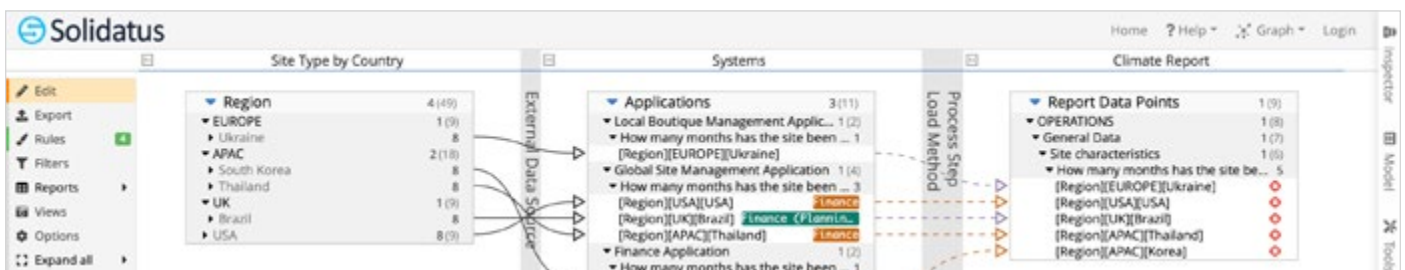 Solidatus
Home ? Help Graph Login
Site Type by Country Systems Climate Report
Edit
Export
Rules 4
Filters
Reports
Views
Options
Expand all
Region 4 (49)
EUROPE 1 (9)
Ukraine 8
APAC 2 (18)
South Korea 8
Thailand 8
UK 1 (9)
Brazil 8
USA 8 (9)
External Data Source
Applications 3 (11)
Local Boutique Management Applic... 1 (2)
How many months has the site been ... 1
[Region][EUROPE][Ukraine]
Global Site Management Application 1 (4)
How many months has the site been ... 3
[Region][USA][USA] Finance
[Region][UK][Brazil] Finance (Plannin...
[Region][APAC][Thailand] Finance
Finance Application 1 (2)
How many months has the site been ... 1
Process Step
Load Method
Report Data Points 1 (9)
OPERATIONS 1 (8)
General Data 1 (7)
Site characteristics 1 (6)
How many months has the site be... 5
[Region][EUROPE][Ukraine]
[Region][USA][USA]
[Region][UK][Brazil]
[Region][APAC][Thailand]
[Region][APAC][Korea]
Inspector
Model
Tools